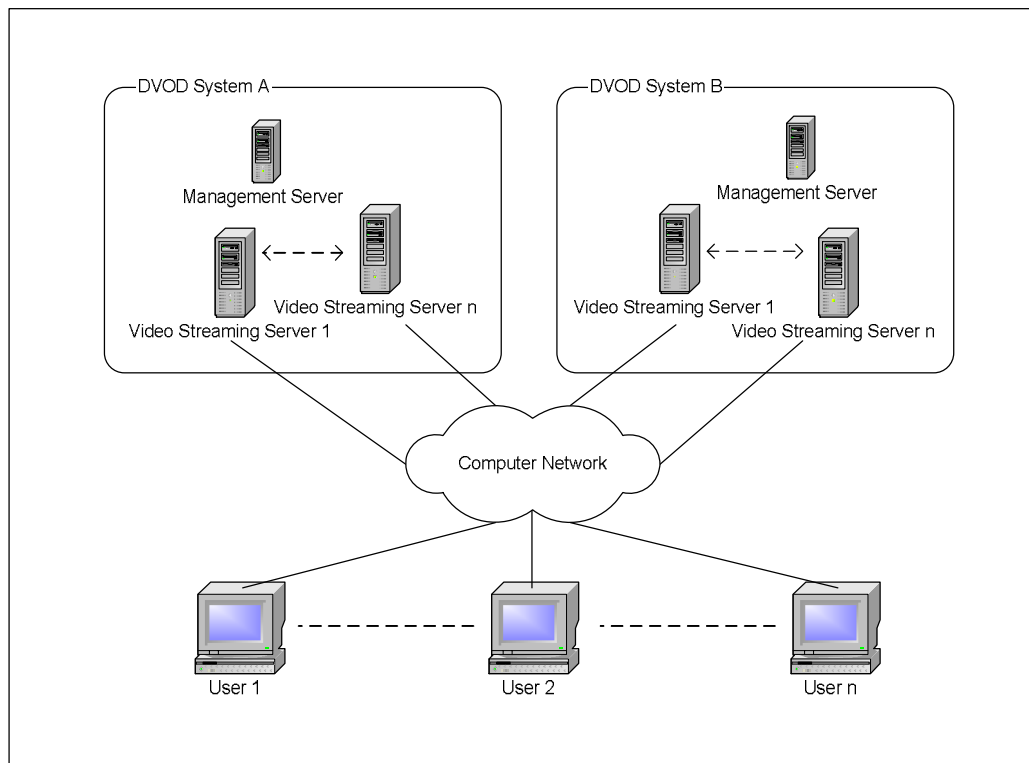 DVOD System A
Management Server
Video Streaming Server n
Video Streaming Server 1
DVOD System B
Management Server
Video Streaming Server 1
Video Streaming Server n
Computer Network
User 1
User 2
User n